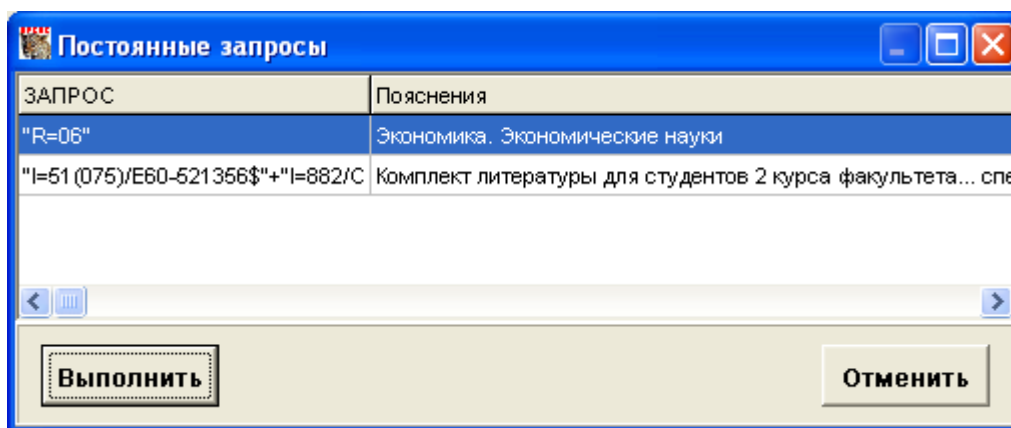 Постоянные запросы
ЗАПРОС Пояснения
"R=06" Экономика. Экономические науки
"I=51(075)/Е60-521356$"+"I=882/С Комплект литературы для студентов 2 курса факультета... спе
Выполнить Отменить